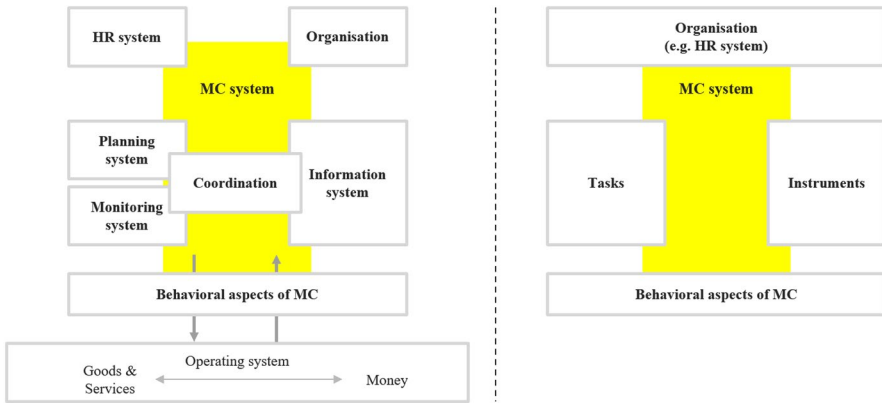 HR system
Organisation
MC system
Planning
system
Coordination
Information
system
Monitoring
system
Behavioral aspects of MC
Operating system
Goods &
Services
Money
Organisation
(e.g. HR system)
MC system
Tasks
Instruments
Behavioral aspects of MC